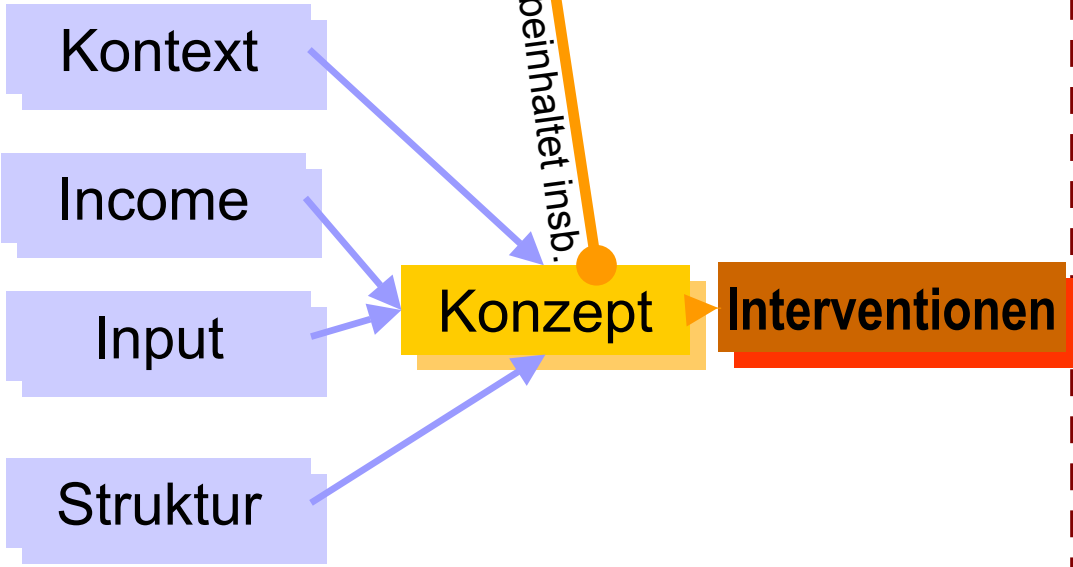 Kontext
beinhaltet insb.
Income
Input
Konzept
Interventionen
Struktur